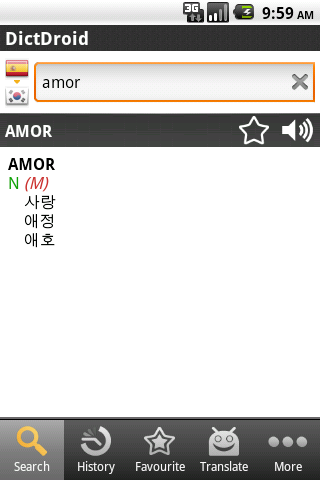 3G 9:59 AM
DictDroid
amor
AMOR
AMOR
N (M)
사랑
애정
애호
Search History Favourite Translate More